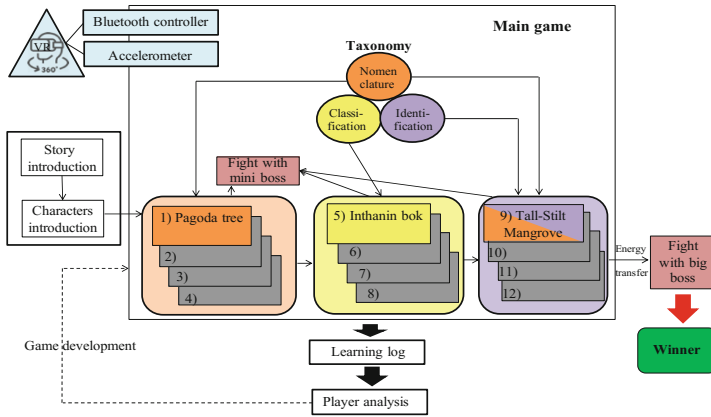 Bluetooth controller
Accelerometer
VR
360°
Main game
Taxonomy
Nomen
clature
Classi-
fication
Identi-
fication
Story
introduction
Characters
introduction
Fight with
mini boss
1) Pagoda tree
2)
3)
4)
5) Inthanin bok
6)
7)
8)
9) Tall-Stilt
Mangrove
10)
11)
12)
Energy
transfer
Fight
with big
boss
Winner
Game development
Learning log
Player analysis